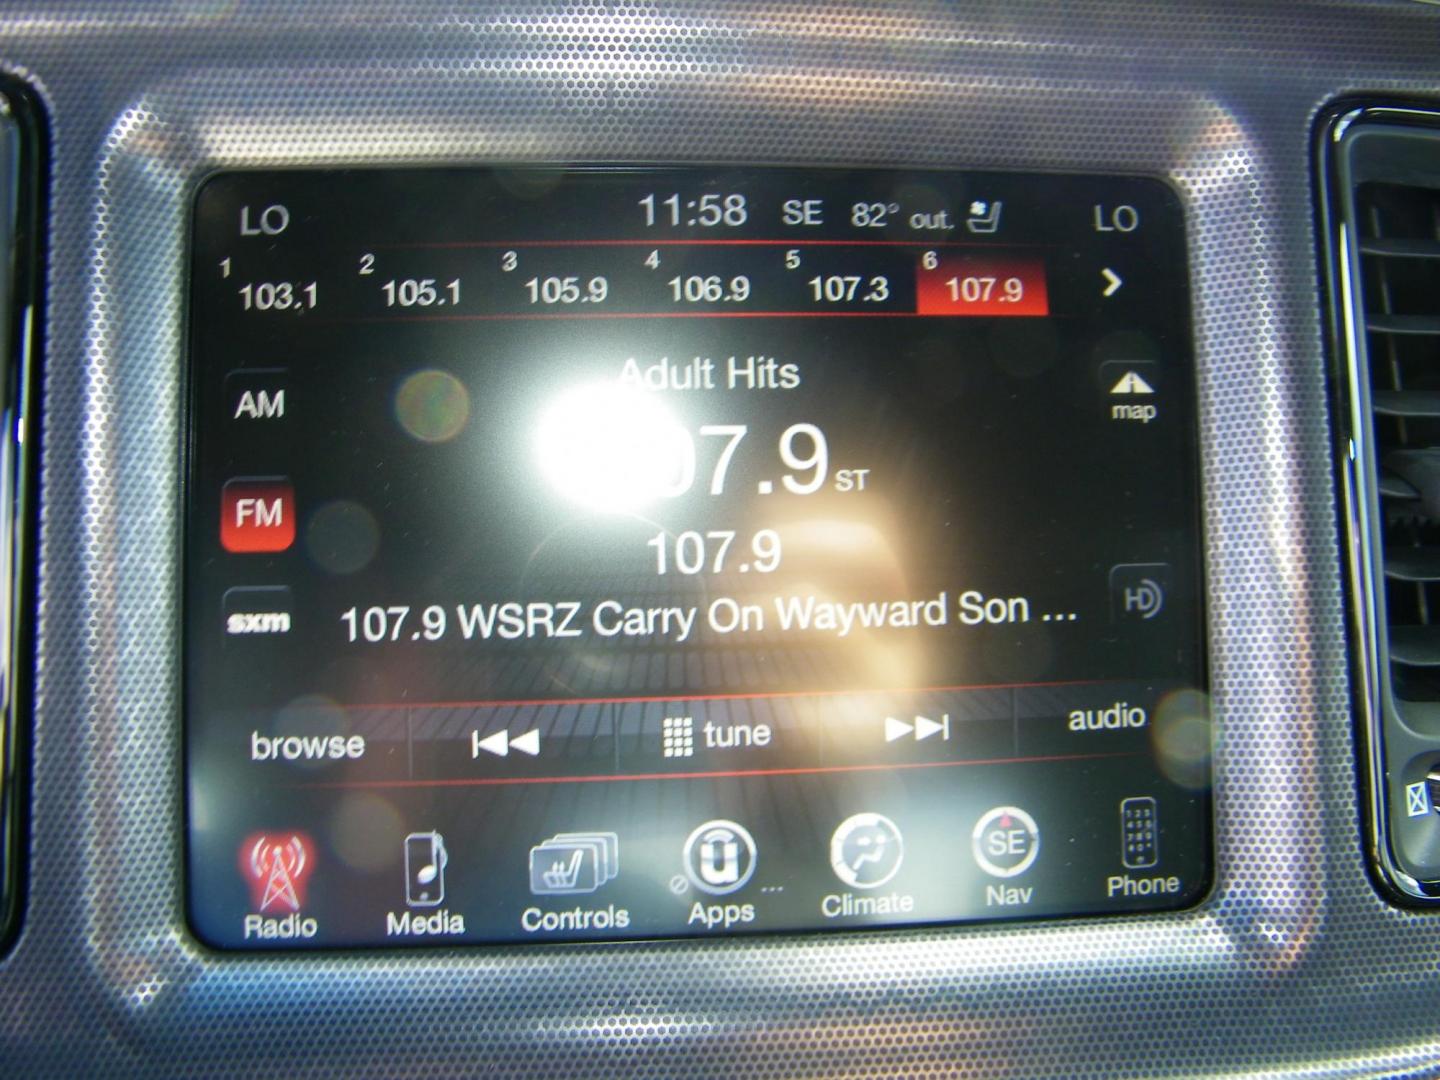 LO 11:58 SE 82° out. LO
1 103.1 2 105.1 3 105.9 4 106.9 5 107.3 6 107.9
Adult Hits
AM
map
07.9 ST
FM
107.9
HD
sxm
107.9 WSRZ Carry On Wayward Son ...
browse tune audio
SE
Radio Media Controls Apps ... Climate Nav Phone